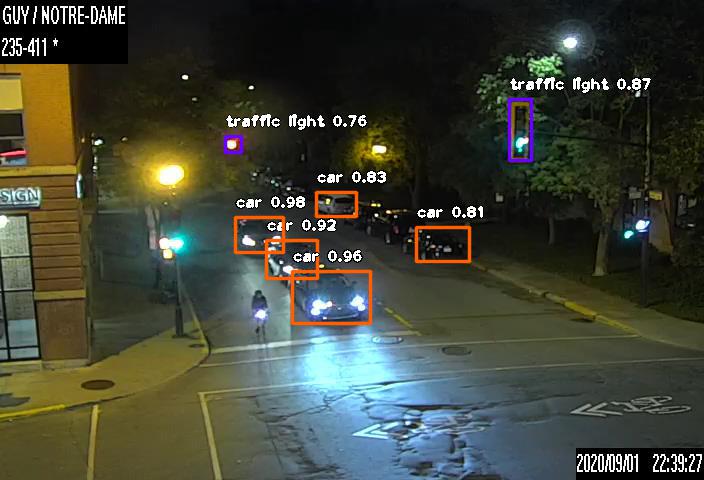 GUY / NOTRE-DAME
235-411 *
traffic light 0.87
traffic light 0.76
car 0.83
car 0.98
car 0.81
car 0.92
car 0.96
SIGN
2020/09/01 22:39:27